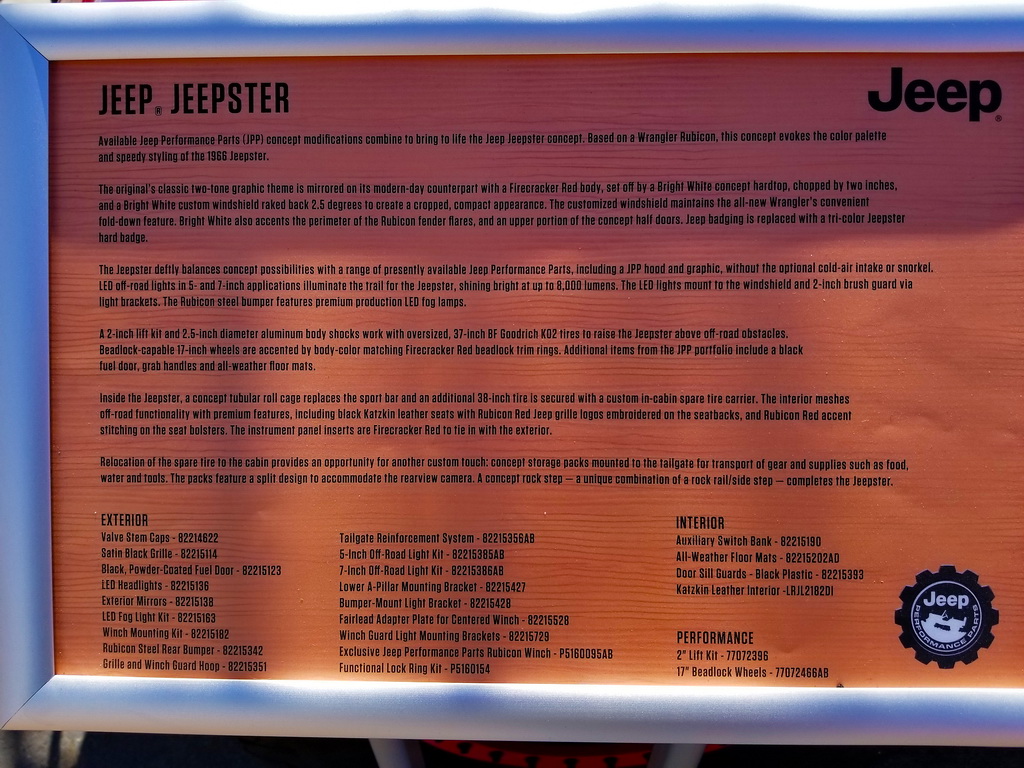 JEEP® JEEPSTER
Jeep®
Available Jeep Performance Parts (JPP) concept modifications combine to bring to life the Jeep Jeepster concept. Based on a Wrangler Rubicon, this concept evokes the color palette
and speedy styling of the 1966 Jeepster.
The original's classic two-tone graphic theme is mirrored on its modern-day counterpart with a Firecracker Red body, set off by a Bright White concept hardtop, chopped by two inches,
and a Bright White custom windshield raked back 2.5 degrees to create a cropped, compact appearance. The customized windshield maintains the all-new Wrangler's convenient
fold-down feature. Bright White also accents the perimeter of the Rubicon fender flares, and an upper portion of the concept half doors. Jeep badging is replaced with a tri-color Jeepster
hard badge.
The Jeepster deftly balances concept possibilities with a range of presently available Jeep Performance Parts, including a JPP hood and graphic, without the optional cold-air intake or snorkel.
LED off-road lights in 5- and 7-inch applications illuminate the trail for the Jeepster, shining bright at up to 8,000 lumens. The LED lights mount to the windshield and 2-inch brush guard via
light brackets. The Rubicon steel bumper features premium production LED fog lamps.
A 2-inch lift kit and 2.5-inch diameter aluminum body shocks work with oversized, 37-inch BF Goodrich KO2 tires to raise the Jeepster above off-road obstacles.
Beadlock-capable 17-inch wheels are accented by body-color matching Firecracker Red beadlock trim rings. Additional items from the JPP portfolio include a black
fuel door, grab handles and all-weather floor mats.
Inside the Jeepster, a concept tubular roll cage replaces the sport bar and an additional 38-inch tire is secured with a custom in-cabin spare tire carrier. The interior meshes
off-road functionality with premium features, including black Katzkin leather seats with Rubicon Red Jeep grille logos embroidered on the seatbacks, and Rubicon Red accent
stitching on the seat bolsters. The instrument panel inserts are Firecracker Red to tie in with the exterior.
Relocation of the spare tire to the cabin provides an opportunity for another custom touch: concept storage packs mounted to the tailgate for transport of gear and supplies such as food,
water and tools. The packs feature a split design to accommodate the rearview camera. A concept rock step — a unique combination of a rock rail/side step — completes the Jeepster.
EXTERIOR
Valve Stem Caps - 82214622
Satin Black Grille - 82215114
Black, Powder-Coated Fuel Door - 82215123
LED Headlights - 82215136
Exterior Mirrors - 82215138
LED Fog Light Kit - 82215163
Winch Mounting Kit - 82215182
Rubicon Steel Rear Bumper - 82215342
Grille and Winch Guard Hoop - 82215351
Tailgate Reinforcement System - 82215356AB
5-Inch Off-Road Light Kit - 82215385AB
7-Inch Off-Road Light Kit - 82215386AB
Lower A-Pillar Mounting Bracket - 82215427
Bumper-Mount Light Bracket - 82215428
Fairlead Adapter Plate for Centered Winch - 82215528
Winch Guard Light Mounting Brackets - 82215729
Exclusive Jeep Performance Parts Rubicon Winch - P5160095AB
Functional Lock Ring Kit - P5160154
INTERIOR
Auxiliary Switch Bank - 82215190
All-Weather Floor Mats - 82215202AD
Door Sill Guards - Black Plastic - 82215393
Katzkin Leather Interior -LRJL2182DI
PERFORMANCE
2" Lift Kit - 77072396
17" Beadlock Wheels - 77072466AB
Jeep
PERFORMANCE PARTS